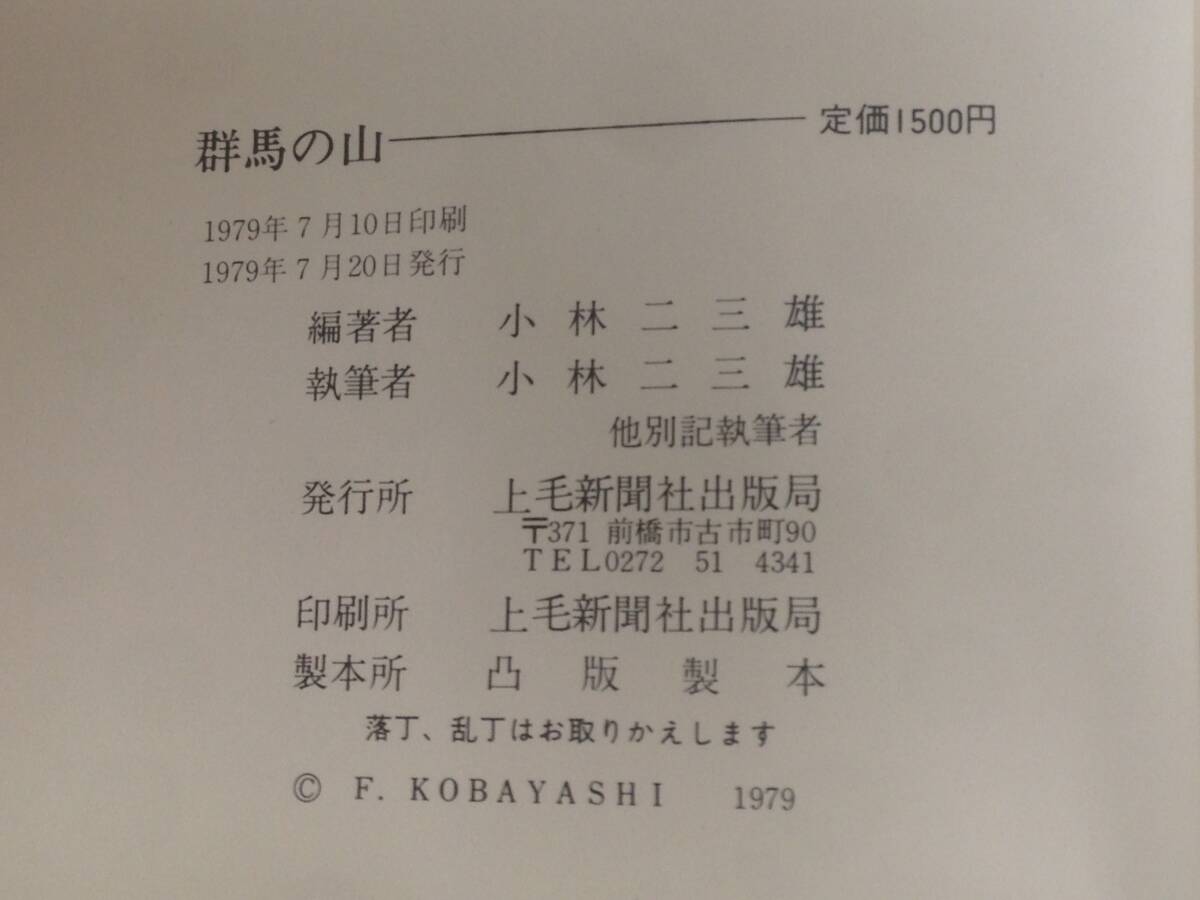 群馬の山 定価1500円
1979年7月10日印刷
1979年7月20日発行
編著者 小林二三雄
執筆者 小林二三雄
他別記執筆者
発行所 上毛新聞社出版局
〒371 前橋市古市町90
TEL0272 51 4341
印刷所 上毛新聞社出版局
製本所 凸版製本
落丁、乱丁はお取りかえします
© F. KOBAYASHI 1979